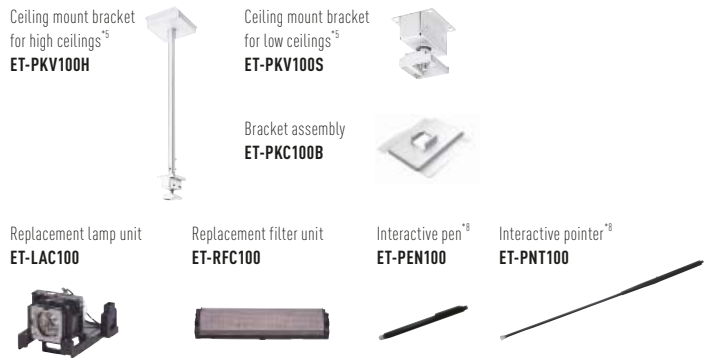 Ceiling mount bracket
for high ceilings*5
ET-PKV100H
Ceiling mount bracket
for low ceilings*5
ET-PKV100S
Bracket assembly
ET-PKC100B
Replacement lamp unit
ET-LAC100
Replacement filter unit
ET-RFC100
Interactive pen*8
ET-PEN100
Interactive pointer*8
ET-PNT100